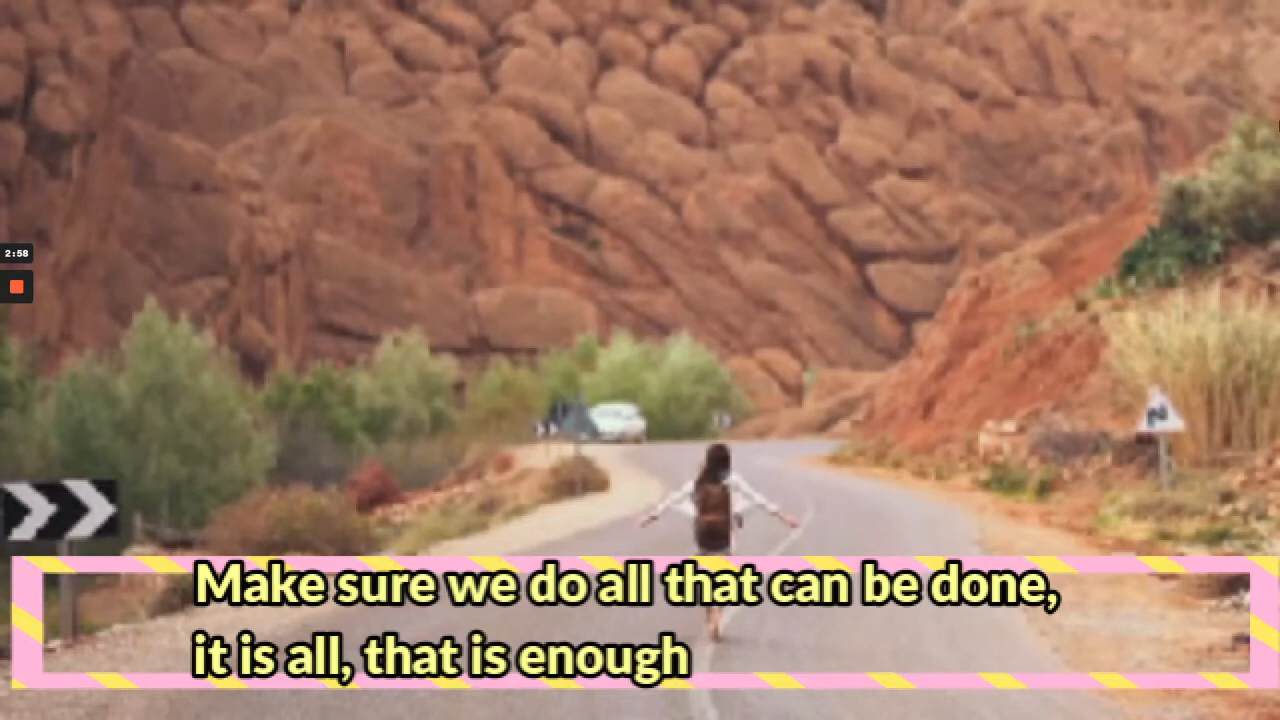 2:58
Make sure we do all that can be done,
it is all, that is enough